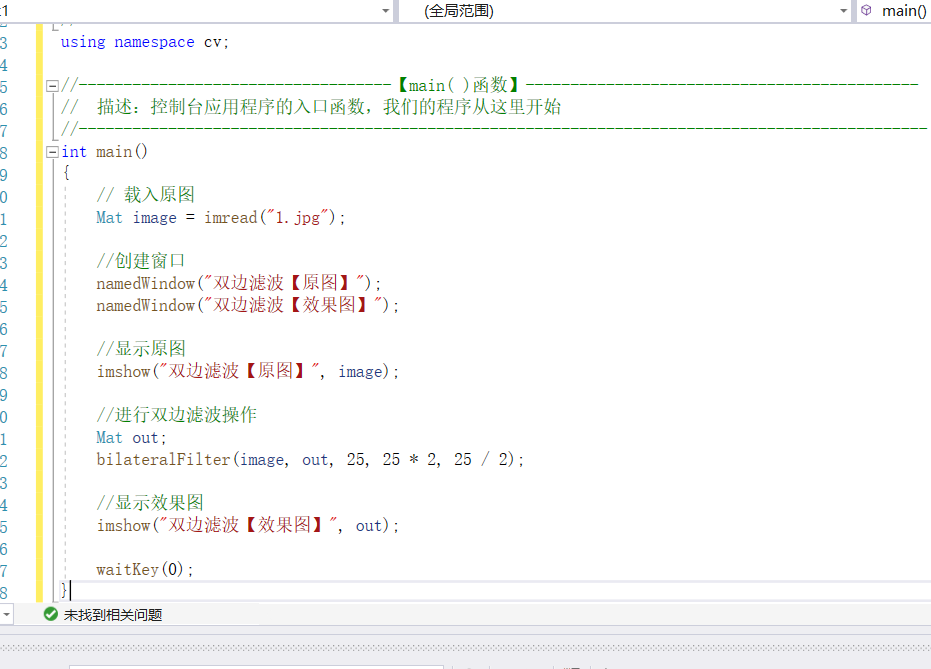 :1 (全局范围) main()
3 using namespace cv;
4
5 //-----------------------------------【main( )函数】--------------------------------------------
6 // 描述：控制台应用程序的入口函数，我们的程序从这里开始
7 //-----------------------------------------------------------------------------------------------
8 int main()
9 {
0 // 载入原图
1 Mat image = imread("1.jpg");
2
3 //创建窗口
4 namedWindow("双边滤波【原图】");
5 namedWindow("双边滤波【效果图】");
6
7 //显示原图
8 imshow("双边滤波【原图】", image);
9
0 //进行双边滤波操作
1 Mat out;
2 bilateralFilter(image, out, 25, 25 * 2, 25 / 2);
3
4 //显示效果图
5 imshow("双边滤波【效果图】", out);
6
7 waitKey(0);
8 }
未找到相关问题